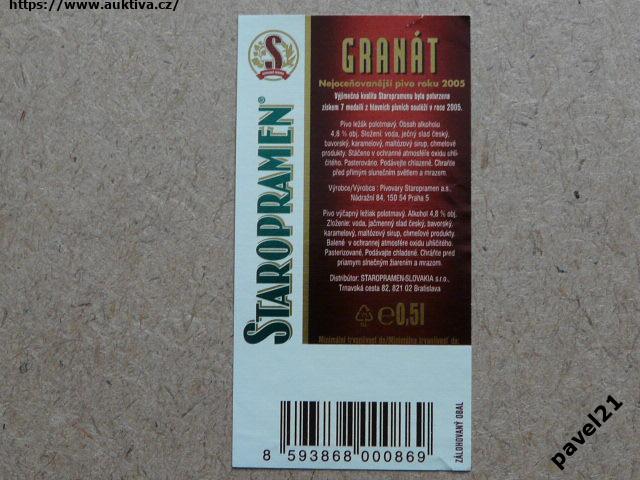 https://www.auktiva.cz/
S
STAROPRAMEN®
GRANÁT
Nejoceňovanější pivo roku 2005
Výjimečná kvalita Staropramenu byla potvrzena
ziskem 7 medailí z hlavních pivních soutěží v roce 2005.
Pivo ležák polotmavý. Obsah alkoholu
4,8 % obj. Složení: voda, ječný slad český,
bavorský, karamelový, maltózový sirup, chmelové
produkty. Stáčeno v ochranné atmosféře oxidu uhli-
čitého. Pasterováno. Podávejte chlazené. Chraňte
před přímým slunečním světlem a mrazem.
Výrobce/Výrobca : Pivovary Staropramen a.s.,
Nádražní 84, 150 54 Praha 5
Pivo výčapný ležiak polotmavý. Alkohol 4,8 % obj.
Zloženie: voda, jačmenný slad český, bavorský,
karamelový, maltózový sirup, chmeľové produkty.
Balené v ochrannej atmosfére oxidu uhličitého.
Pasterizované, Podávajte chladené. Chráňte pred
priamym slnečným žiarením a mrazom.
Distribútor: STAROPRAMEN-SLOVAKIA s.r.o.,
Trnavská cesta 82, 821 02 Bratislava
e0,5l
Minimální trvanlivost do/Minimálna trvanlivosť do:
ZÁLOHOVANÝ OBAL
8 593868 000869
pavel21